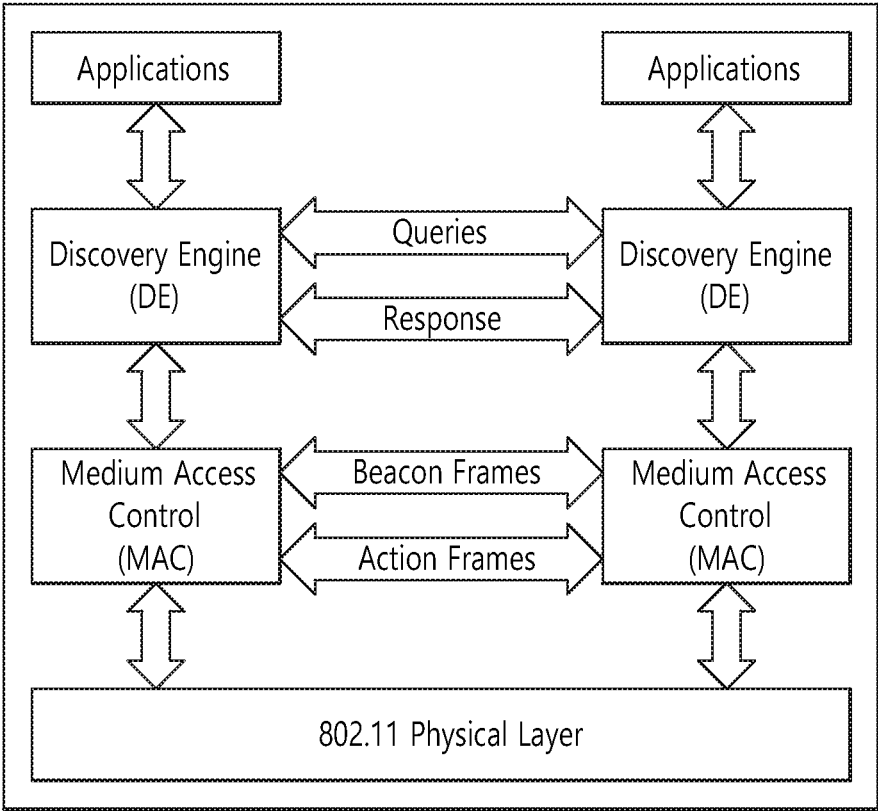 Applications
Applications
Discovery Engine
(DE)
Queries
Response
Discovery Engine
(DE)
Medium Access
Control
(MAC)
Beacon Frames
Action Frames
Medium Access
Control
(MAC)
802.11 Physical Layer